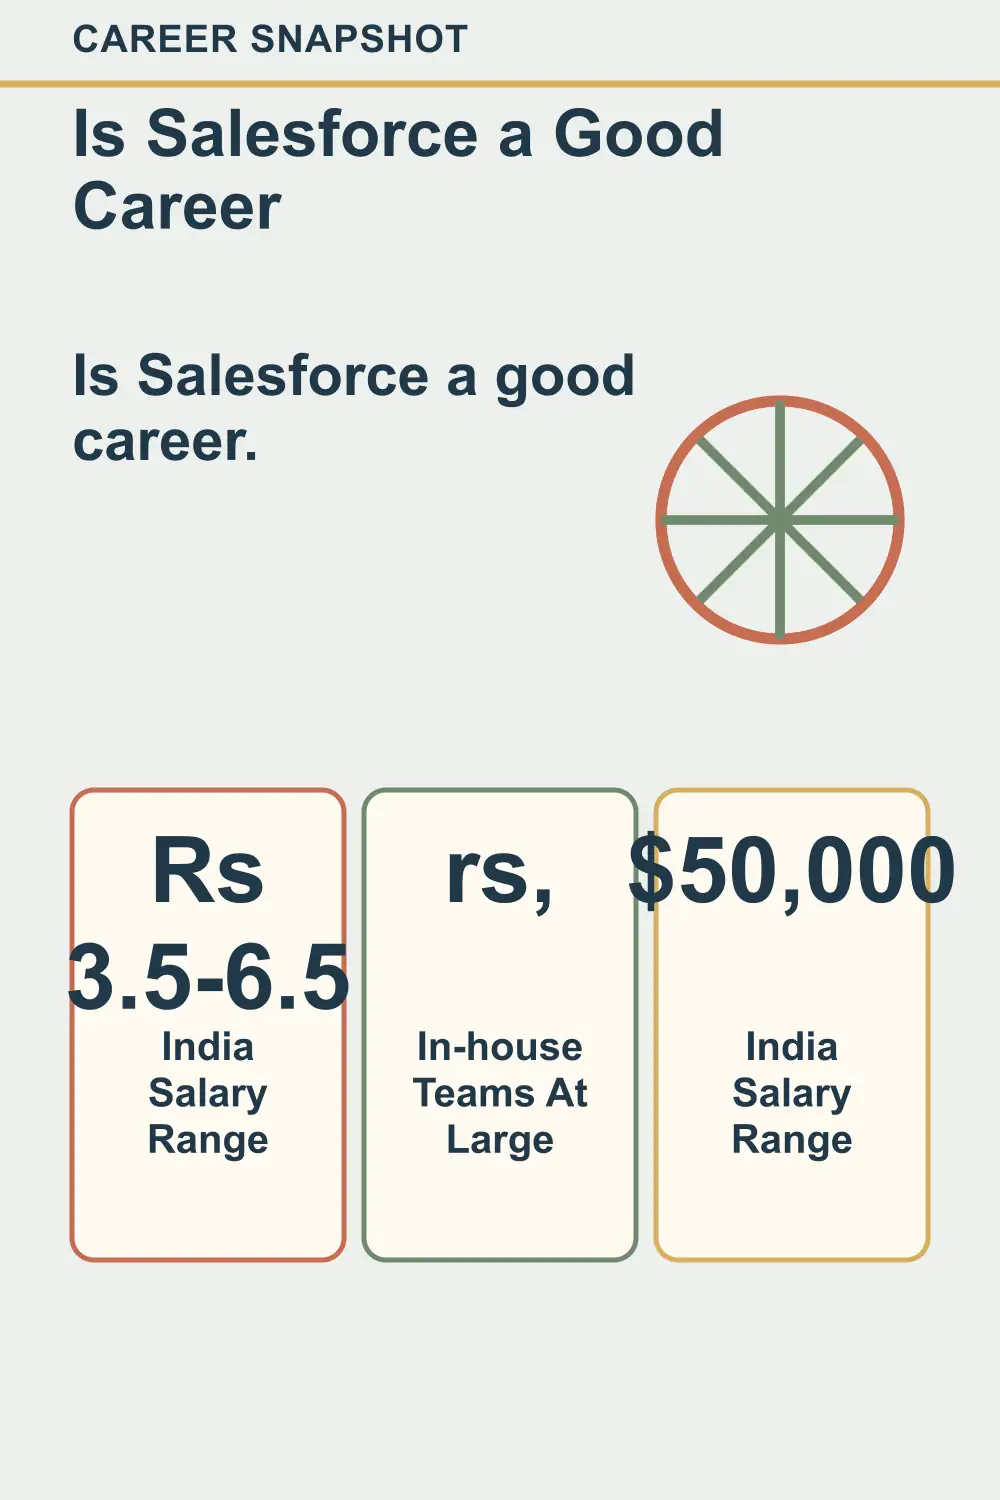 CAREER SNAPSHOT
Is Salesforce a Good
Career
Is Salesforce a good
career.
Rs
3.5-6.5
India
Salary
Range
rs,
In-house
Teams At
Large
$50,000
India
Salary
Range